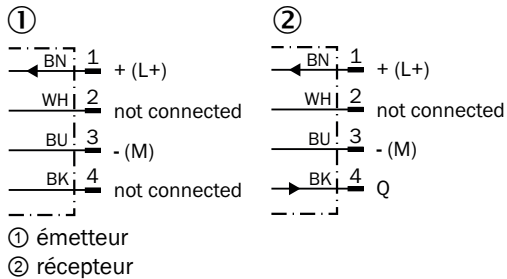 ① ②
BN 1 + (L+) BN 1 + (L+)
WH 2 not connected WH 2 not connected
BU 3 - (M) BU 3 - (M)
BK 4 not connected BK 4 Q
① émetteur
② récepteur